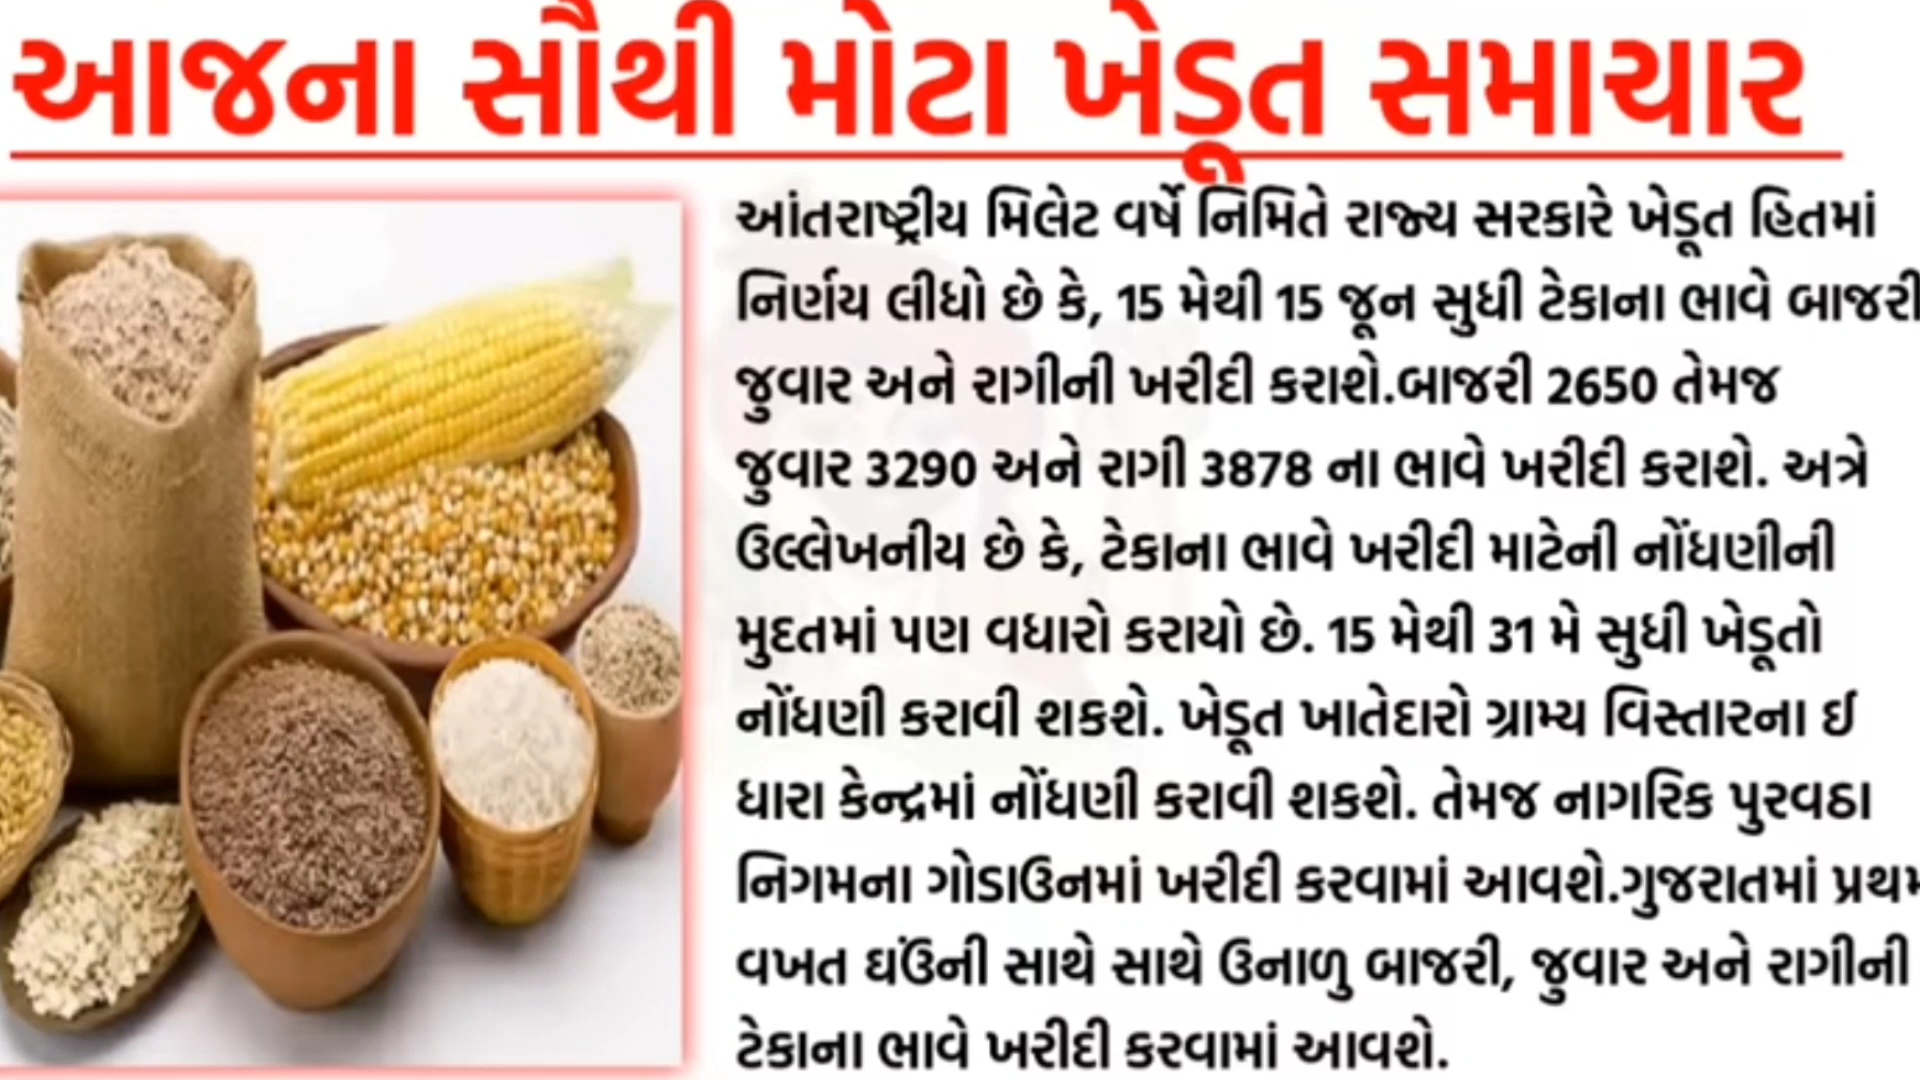 આજના સૌથી મોટા ખેડૂત સમાચાર
આંતરાષ્ટ્રીય મિલેટ વર્ષે નિમિતે રાજ્ય સરકારે ખેડૂત હિતમાં
નિર્ણય લીધો છે કે, 15 મેથી 15 જૂન સુધી ટેકાના ભાવે બાજરી
જુવાર અને રાગીની ખરીદી કરાશે.બાજરી 2650 તેમજ
જુવાર 3290 અને રાગી 3878 ના ભાવે ખરીદી કરાશે. અત્રે
ઉલ્લેખનીય છે કે, ટેકાના ભાવે ખરીદી માટેની નોંધણીની
મુદતમાં પણ વધારો કરાયો છે. 15 મેથી 31 મે સુધી ખેડૂતો
નોંધણી કરાવી શકશે. ખેડૂત ખાતેદારો ગ્રામ્ય વિસ્તારના ઈ
ધારા કેન્દ્રમાં નોંધણી કરાવી શકશે. તેમજ નાગરિક પુરવઠા
નિગમના ગોડાઉનમાં ખરીદી કરવામાં આવશે.ગુજરાતમાં પ્રથમ
વખત ઘઉંની સાથે સાથે ઉનાળુ બાજરી, જુવાર અને રાગીની
ટેકાના ભાવે ખરીદી કરવામાં આવશે.